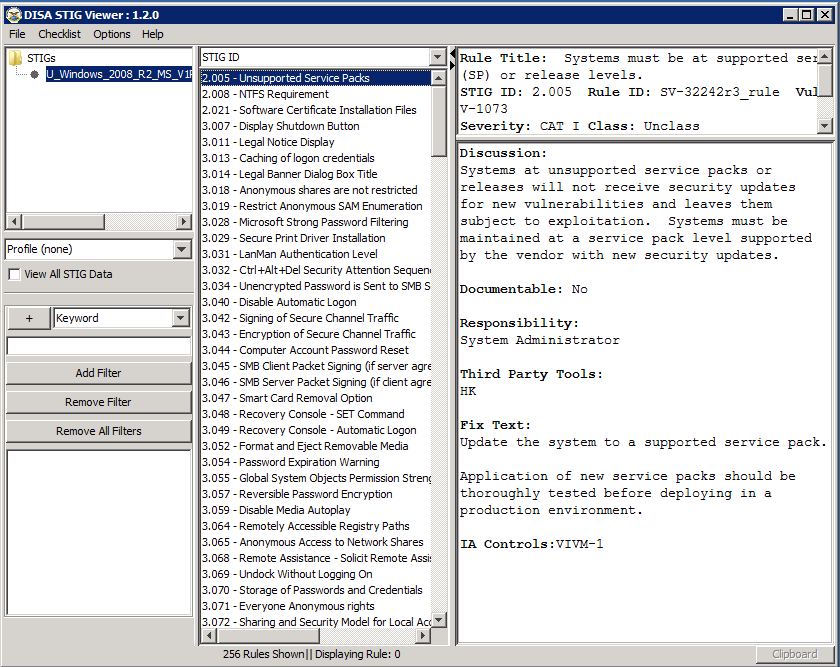 DISA STIG Viewer : 1.2.0
File Checklist Options Help
STIGs
U_Windows_2008_R2_MS_V1R
Profile (none)
View All STIG Data
+ Keyword
Add Filter
Remove Filter
Remove All Filters
STIG ID
2.005 - Unsupported Service Packs
2.008 - NTFS Requirement
2.021 - Software Certificate Installation Files
3.007 - Display Shutdown Button
3.011 - Legal Notice Display
3.013 - Caching of logon credentials
3.014 - Legal Banner Dialog Box Title
3.018 - Anonymous shares are not restricted
3.019 - Restrict Anonymous SAM Enumeration
3.028 - Microsoft Strong Password Filtering
3.029 - Secure Print Driver Installation
3.031 - LanMan Authentication Level
3.032 - Ctrl+Alt+Del Security Attention Sequen
3.034 - Unencrypted Password is Sent to SMB S
3.040 - Disable Automatic Logon
3.042 - Signing of Secure Channel Traffic
3.043 - Encryption of Secure Channel Traffic
3.044 - Computer Account Password Reset
3.045 - SMB Client Packet Signing (if server agre
3.046 - SMB Server Packet Signing (if client agre
3.047 - Smart Card Removal Option
3.048 - Recovery Console - SET Command
3.049 - Recovery Console - Automatic Logon
3.052 - Format and Eject Removable Media
3.054 - Password Expiration Warning
3.055 - Global System Objects Permission Streng
3.057 - Reversible Password Encryption
3.059 - Disable Media Autoplay
3.064 - Remotely Accessible Registry Paths
3.065 - Anonymous Access to Network Shares
3.068 - Remote Assistance - Solicit Remote Assi
3.069 - Undock Without Logging On
3.070 - Storage of Passwords and Credentials
3.071 - Everyone Anonymous rights
3.072 - Sharing and Security Model for Local Acc
256 Rules Shown|| Displaying Rule: 0
Rule Title: Systems must be at supported ser
(SP) or release levels.
STIG ID: 2.005 Rule ID: SV-32242r3_rule Vul
V-1073
Severity: CAT I Class: Unclass
Discussion:
Systems at unsupported service packs or
releases will not receive security updates
for new vulnerabilities and leaves them
subject to exploitation. Systems must be
maintained at a service pack level supported
by the vendor with new security updates.
Documentable: No
Responsibility:
System Administrator
Third Party Tools:
HK
Fix Text:
Update the system to a supported service pack.
Application of new service packs should be
thoroughly tested before deploying in a
production environment.
IA Controls:VIVM-1
Clipboard